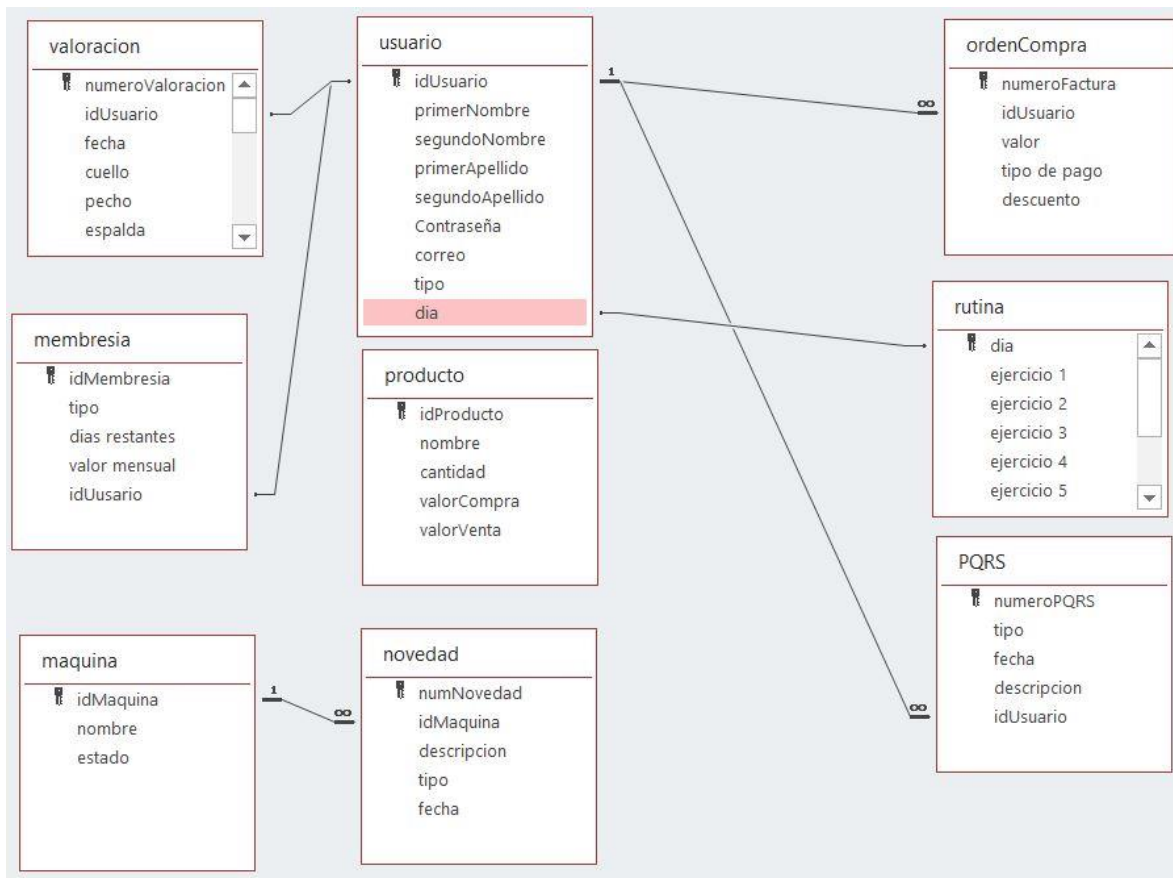 valoracion
numeroValoracion
idUsuario
fecha
cuello
pecho
espalda
usuario
idUsuario
primerNombre
segundoNombre
primerApellido
segundoApellido
Contraseña
correo
tipo
dia
1
∞
ordenCompra
numeroFactura
idUsuario
valor
tipo de pago
descuento
membresia
idMembresia
tipo
dias restantes
valor mensual
idUusario
producto
idProducto
nombre
cantidad
valorCompra
valorVenta
rutina
dia
ejercicio 1
ejercicio 2
ejercicio 3
ejercicio 4
ejercicio 5
maquina
idMaquina
nombre
estado
1
∞
novedad
numNovedad
idMaquina
descripcion
tipo
fecha
∞
PQRS
numeroPQRS
tipo
fecha
descripcion
idUsuario